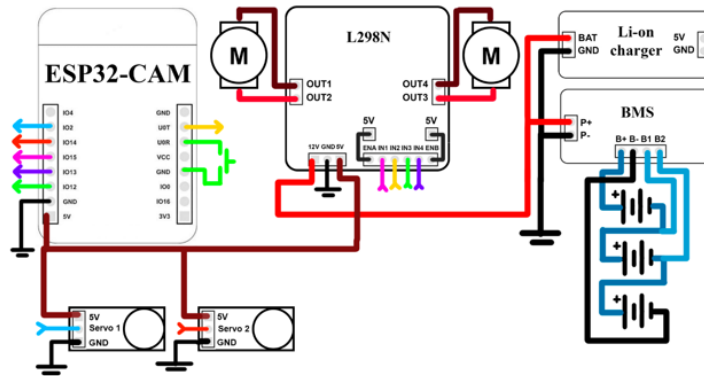 ESP32-CAM
IO4
IO2
IO14
IO15
IO13
IO12
GND
5V
GND
U0T
U0R
VCC
GND
IO0
IO16
3V3
M
L298N
OUT1
OUT2
OUT4
OUT3
M
5V
5V
12V GND 5V
ENA IN1 IN2 IN3 IN4 ENB
BAT
GND
Li-on
charger
5V
GND
BMS
P+
P-
B+ B- B1 B2
+
+
+
5V
Servo 1
GND
5V
Servo 2
GND